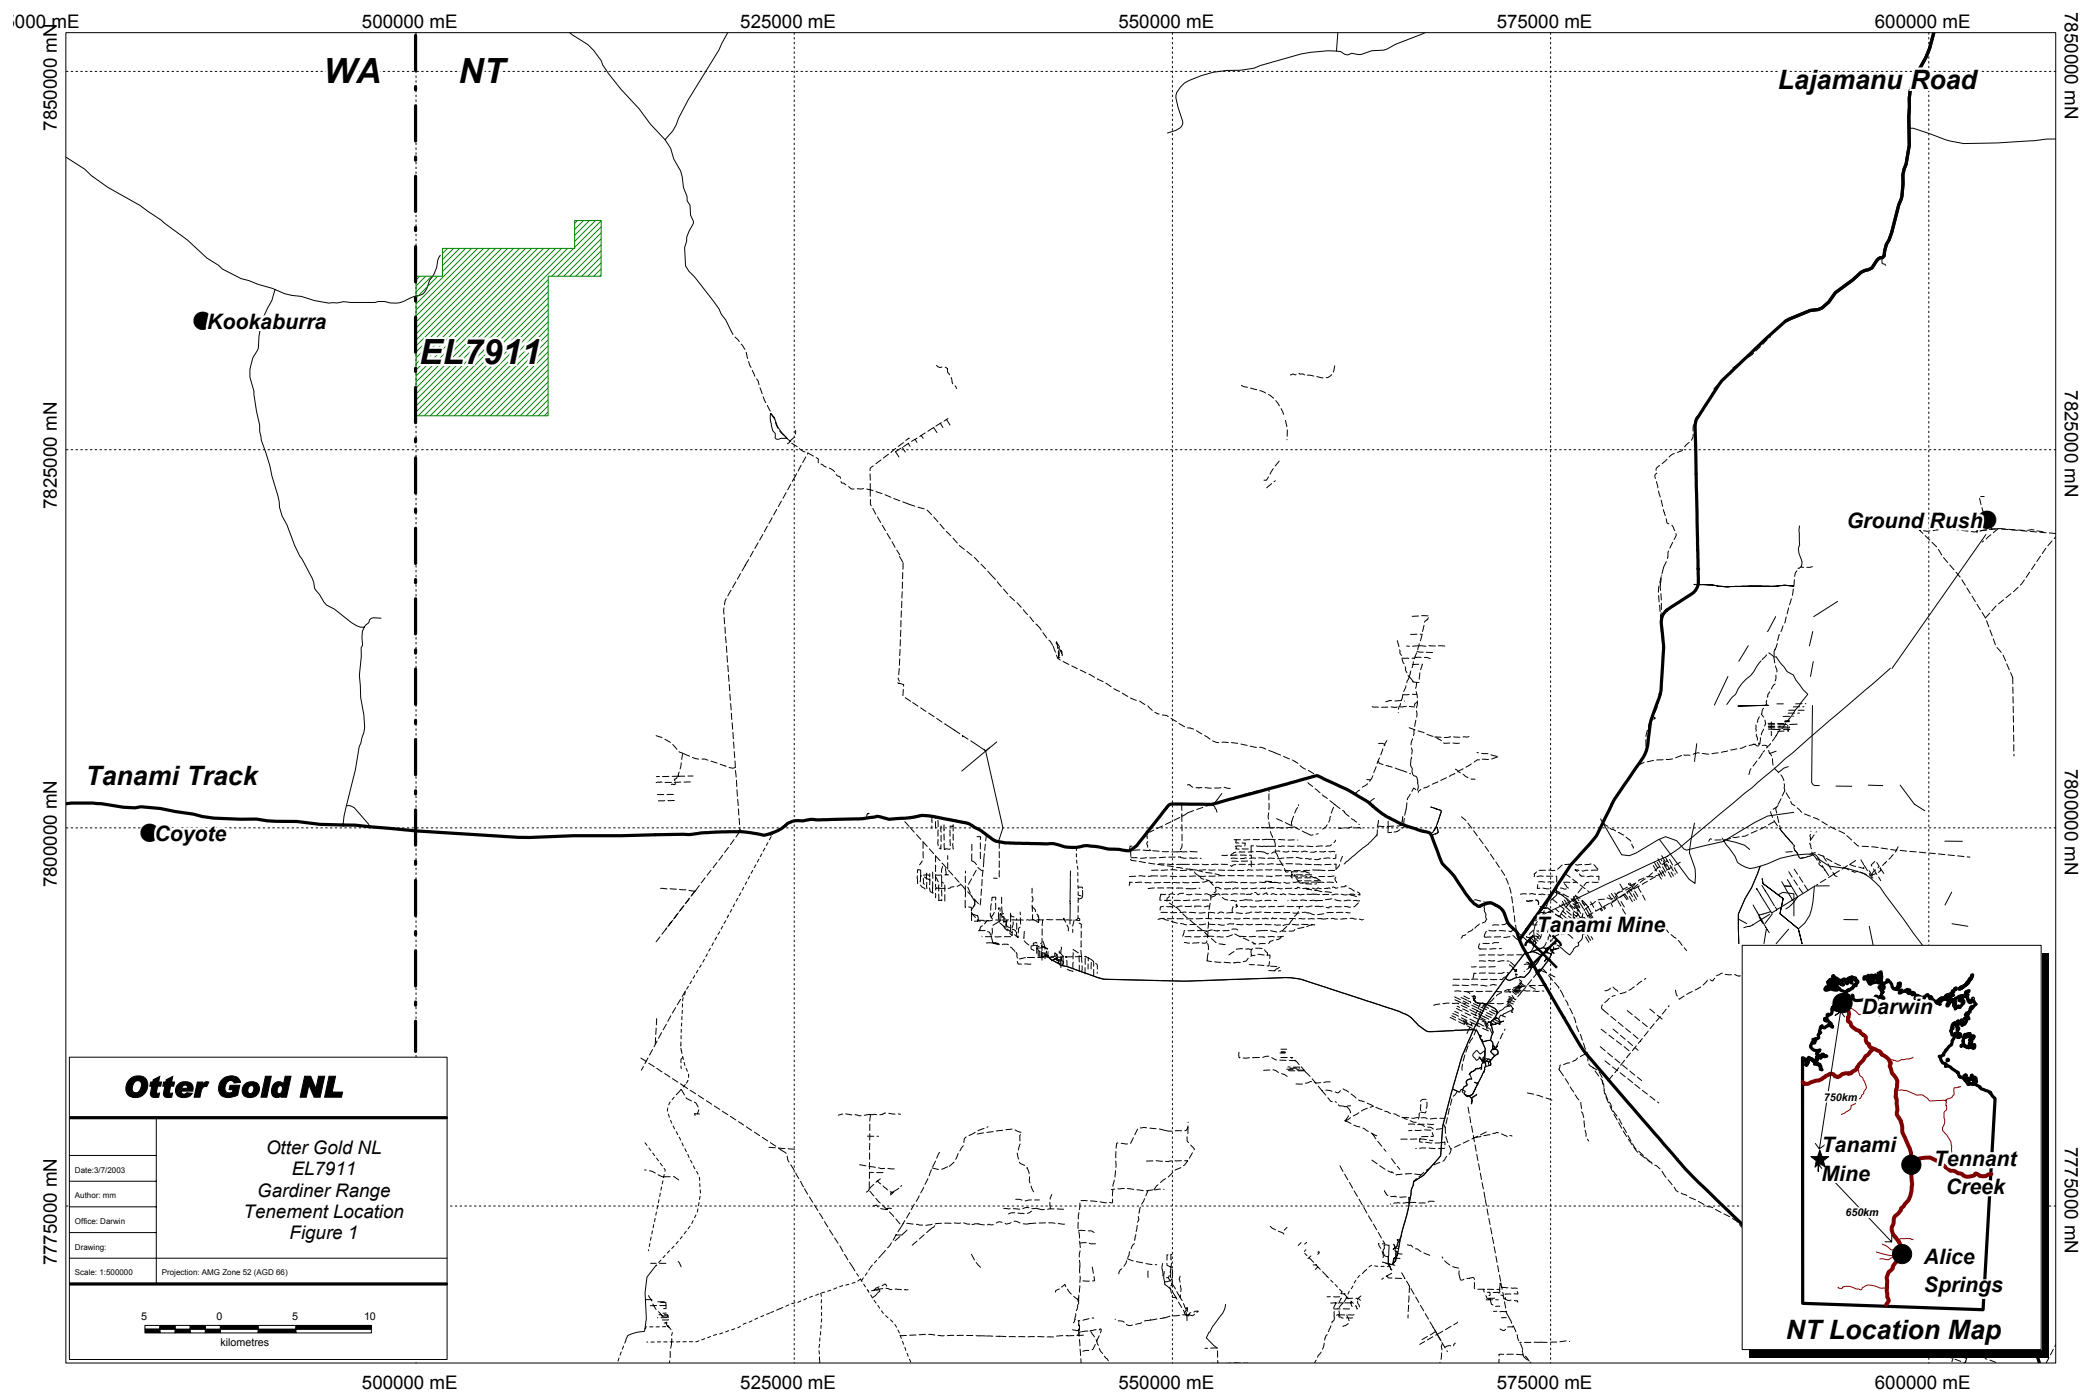 :000 mE
500000 mE
525000 mE
550000 mE
575000 mE
600000 mE
7850000 mN
7850000 mN
WA
NT
Lajamanu Road
Kookaburra
EL7911
7825000 mN
7825000 mN
Ground Rush
Tanami Track
Coyote
7800000 mN
7800000 mN
Tanami Mine
Otter Gold NL
Otter Gold NL
EL7911
Gardiner Range
Tenement Location
Figure 1
Date:3/7/2003
Author: mm
Office: Darwin
Drawing:
Scale: 1:500000
Projection: AMG Zone 52 (AGD 66)
5
0
5
10
kilometres
7775000 mN
7775000 mN
Darwin
750km
Tanami
Mine
Tennant
Creek
650km
Alice
Springs
NT Location Map
500000 mE
525000 mE
550000 mE
575000 mE
600000 mE